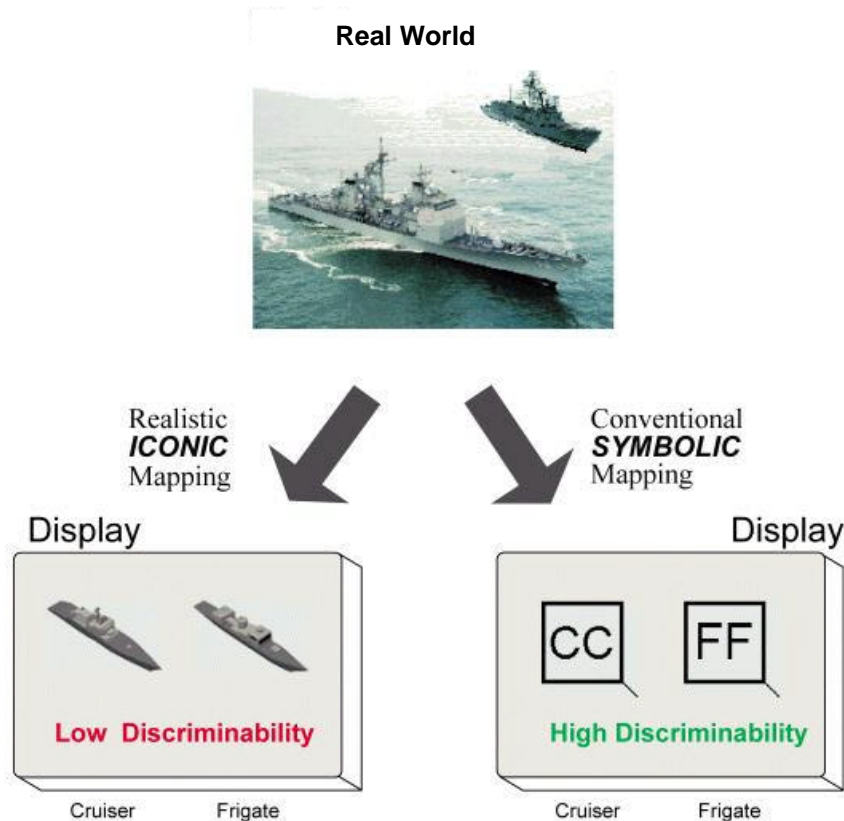 Real World
Realistic
ICONIC
Mapping
Conventional
SYMBOLIC
Mapping
Display
Display
CC
FF
Low Discriminability
High Discriminability
Cruiser
Frigate
Cruiser
Frigate